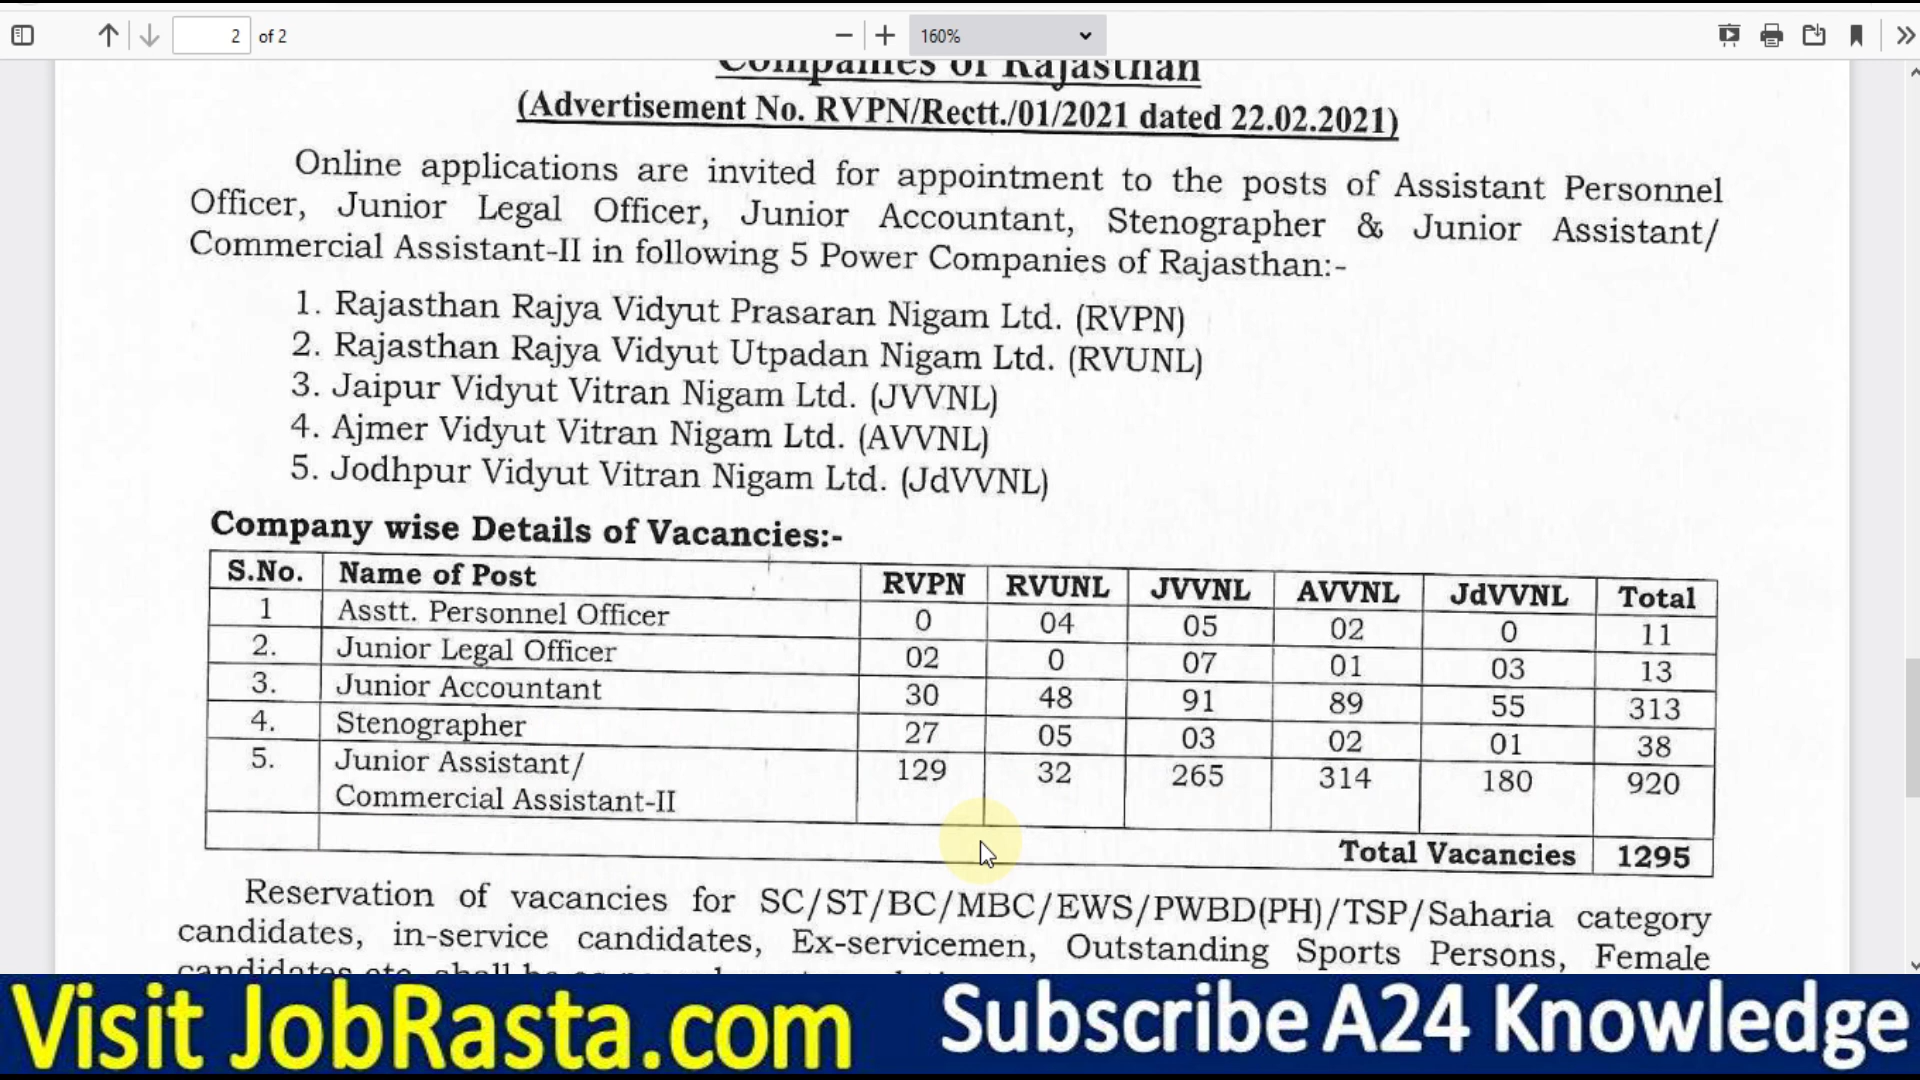 2 of 2
160%
Companies of Rajasthan
(Advertisement No. RVPN/Rectt./01/2021 dated 22.02.2021)
Online applications are invited for appointment to the posts of Assistant Personnel
Officer, Junior Legal Officer, Junior Accountant, Stenographer & Junior Assistant/
Commercial Assistant-II in following 5 Power Companies of Rajasthan:-
1. Rajasthan Rajya Vidyut Prasaran Nigam Ltd. (RVPN)
2. Rajasthan Rajya Vidyut Utpadan Nigam Ltd. (RVUNL)
3. Jaipur Vidyut Vitran Nigam Ltd. (JVVNL)
4. Ajmer Vidyut Vitran Nigam Ltd. (AVVNL)
5. Jodhpur Vidyut Vitran Nigam Ltd. (JdVVNL)
Company wise Details of Vacancies:-
S.No. Name of Post RVPN RVUNL JVVNL AVVNL JdVVNL Total
1 Asstt. Personnel Officer 0 04 05 02 0 11
2. Junior Legal Officer 02 0 07 01 03 13
3. Junior Accountant 30 48 91 89 55 313
4. Stenographer 27 05 03 02 01 38
5. Junior Assistant/ 129 32 265 314 180 920
Commercial Assistant-II
Total Vacancies 1295
Reservation of vacancies for SC/ST/BC/MBC/EWS/PWBD(PH)/TSP/Saharia category
candidates, in-service candidates, Ex-servicemen, Outstanding Sports Persons, Female
candidates etc. shall be as per
Visit JobRasta.com Subscribe A24 Knowledge